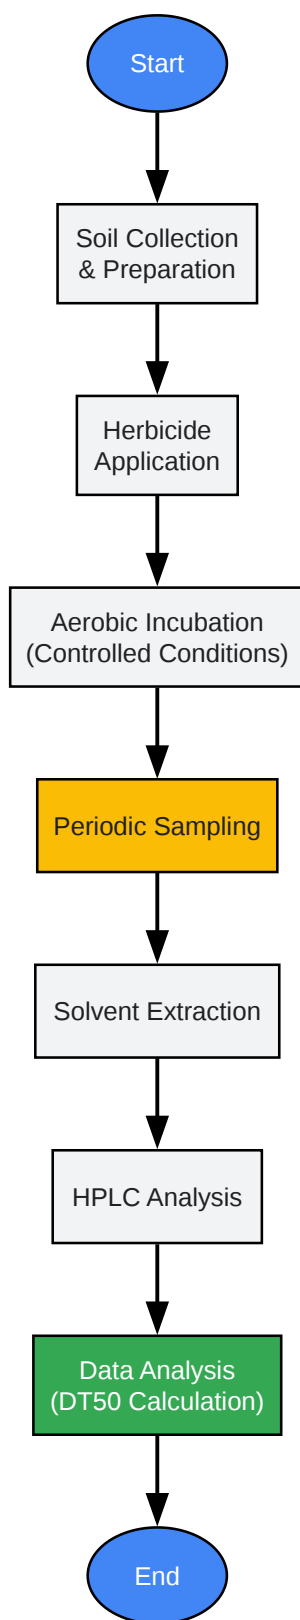 Start
Soil Collection
& Preparation
Herbicide
Application
Aerobic Incubation
(Controlled Conditions)
Periodic Sampling
Solvent Extraction
HPLC Analysis
Data Analysis
(DT50 Calculation)
End